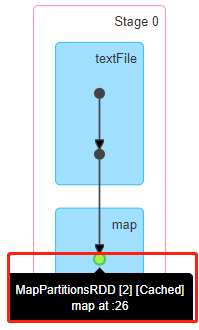 Stage 0
textFile
map
MapPartitionsRDD [2] [Cached]
map at :26